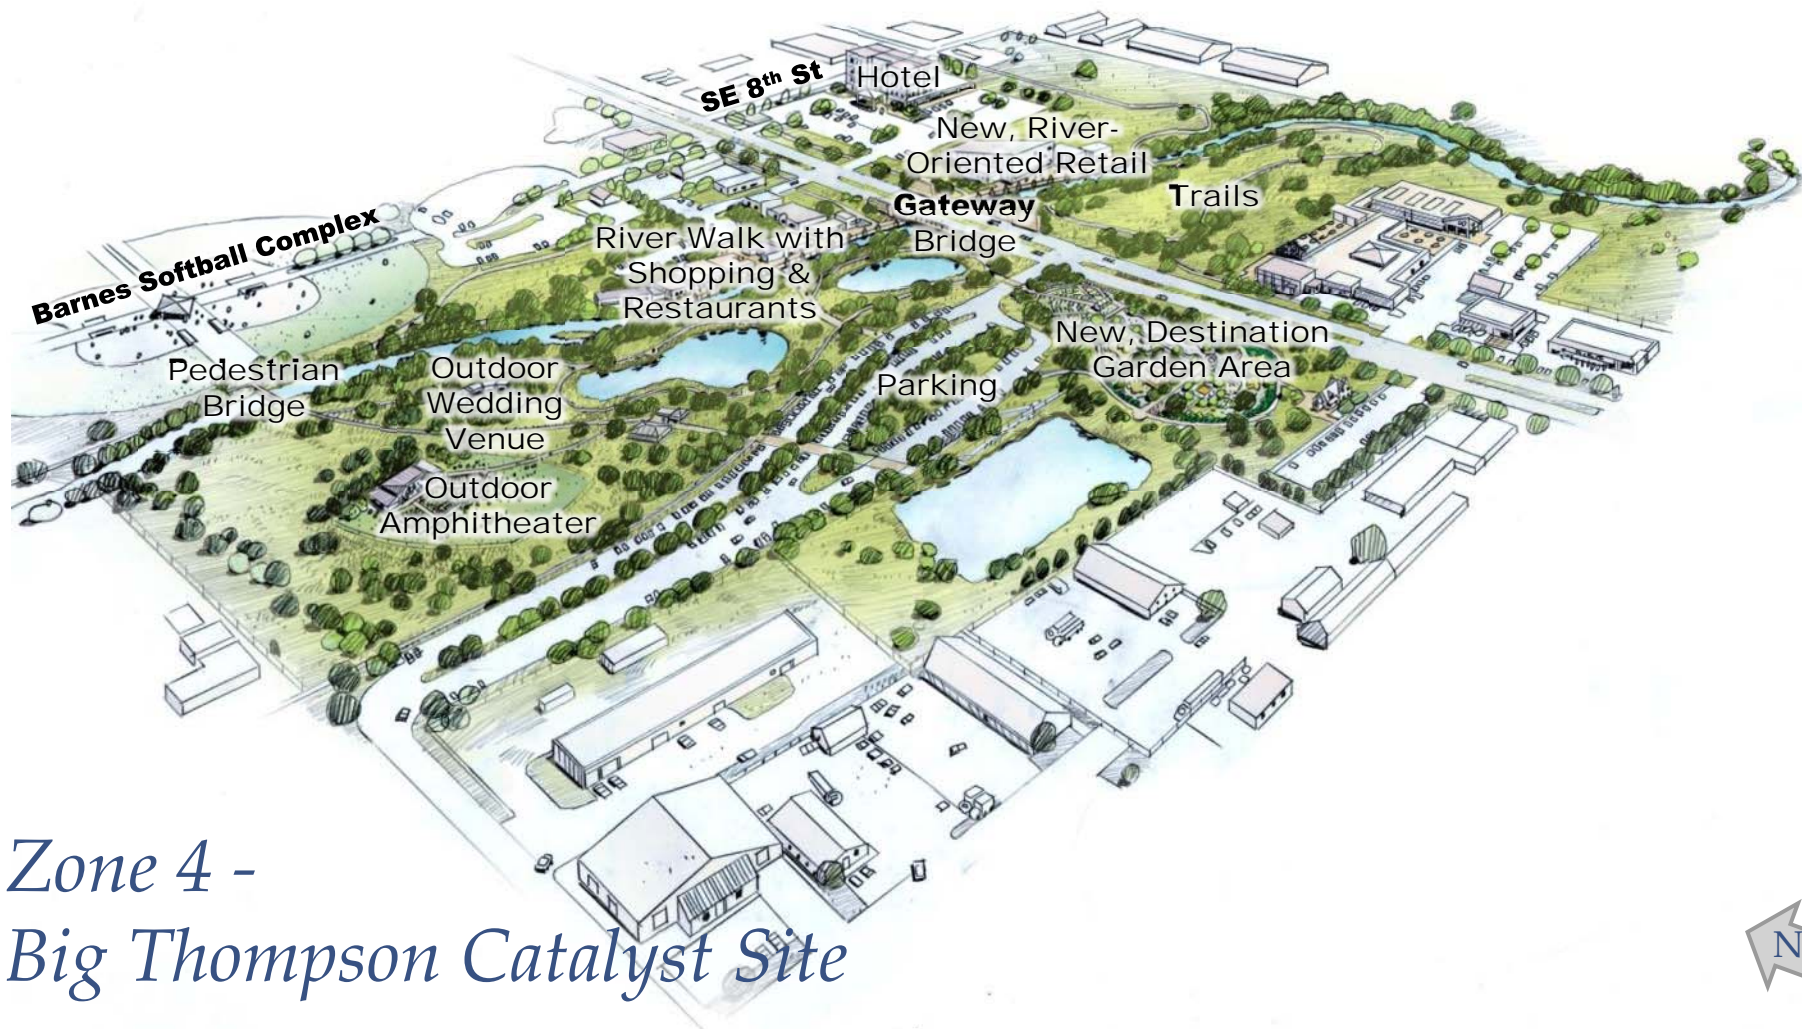 SE 8th St
Hotel
New, River-
Oriented Retail
Trails
Gateway
Bridge
Barnes Softball Complex
River Walk with
Shopping &
Restaurants
New, Destination
Garden Area
Pedestrian
Bridge
Outdoor
Wedding
Venue
Parking
Outdoor
Amphitheater
Zone 4 -
Big Thompson Catalyst Site
N